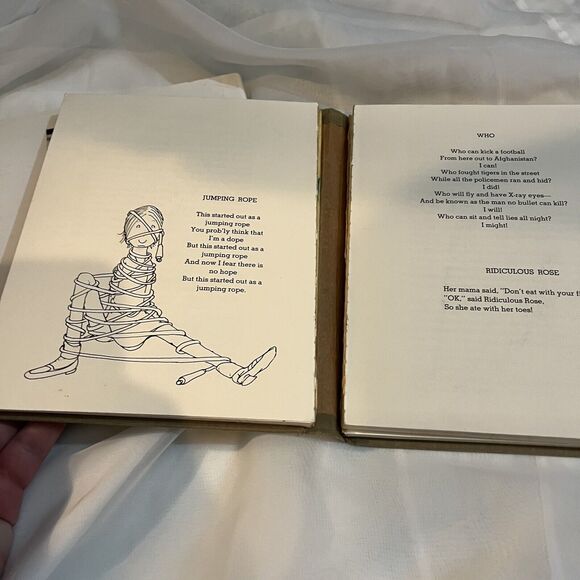 JUMPING ROPE
This started out as a
jumping rope
You prob'ly think that
I'm a dope
But this started out as a
jumping rope
And now I fear there is
no hope
But this started out as a
jumping rope.
WHO
Who can kick a football
From here out to Afghanistan?
I can!
Who fought tigers in the street
While all the policemen ran and hid?
I did!
Who will fly and have X-ray eyes—
And be known as the man no bullet can kill?
I will!
Who can sit and tell lies all night?
I might!
RIDICULOUS ROSE
Her mama said, "Don't eat with your
"OK," said Ridiculous Rose,
So she ate with her toes!